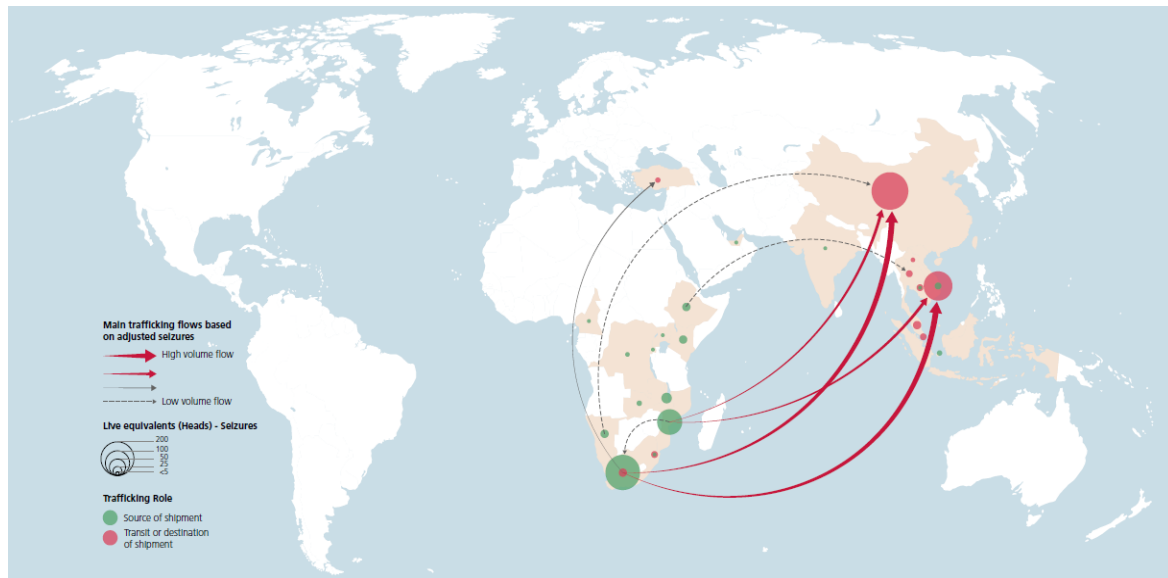 Main trafficking flows based
on adjusted seizures
High volume flow
Low volume flow
Live equivalents (Heads) - Seizures
200
100
50
25
<5
Trafficking Role
Source of shipment
Transit or destination
of shipment